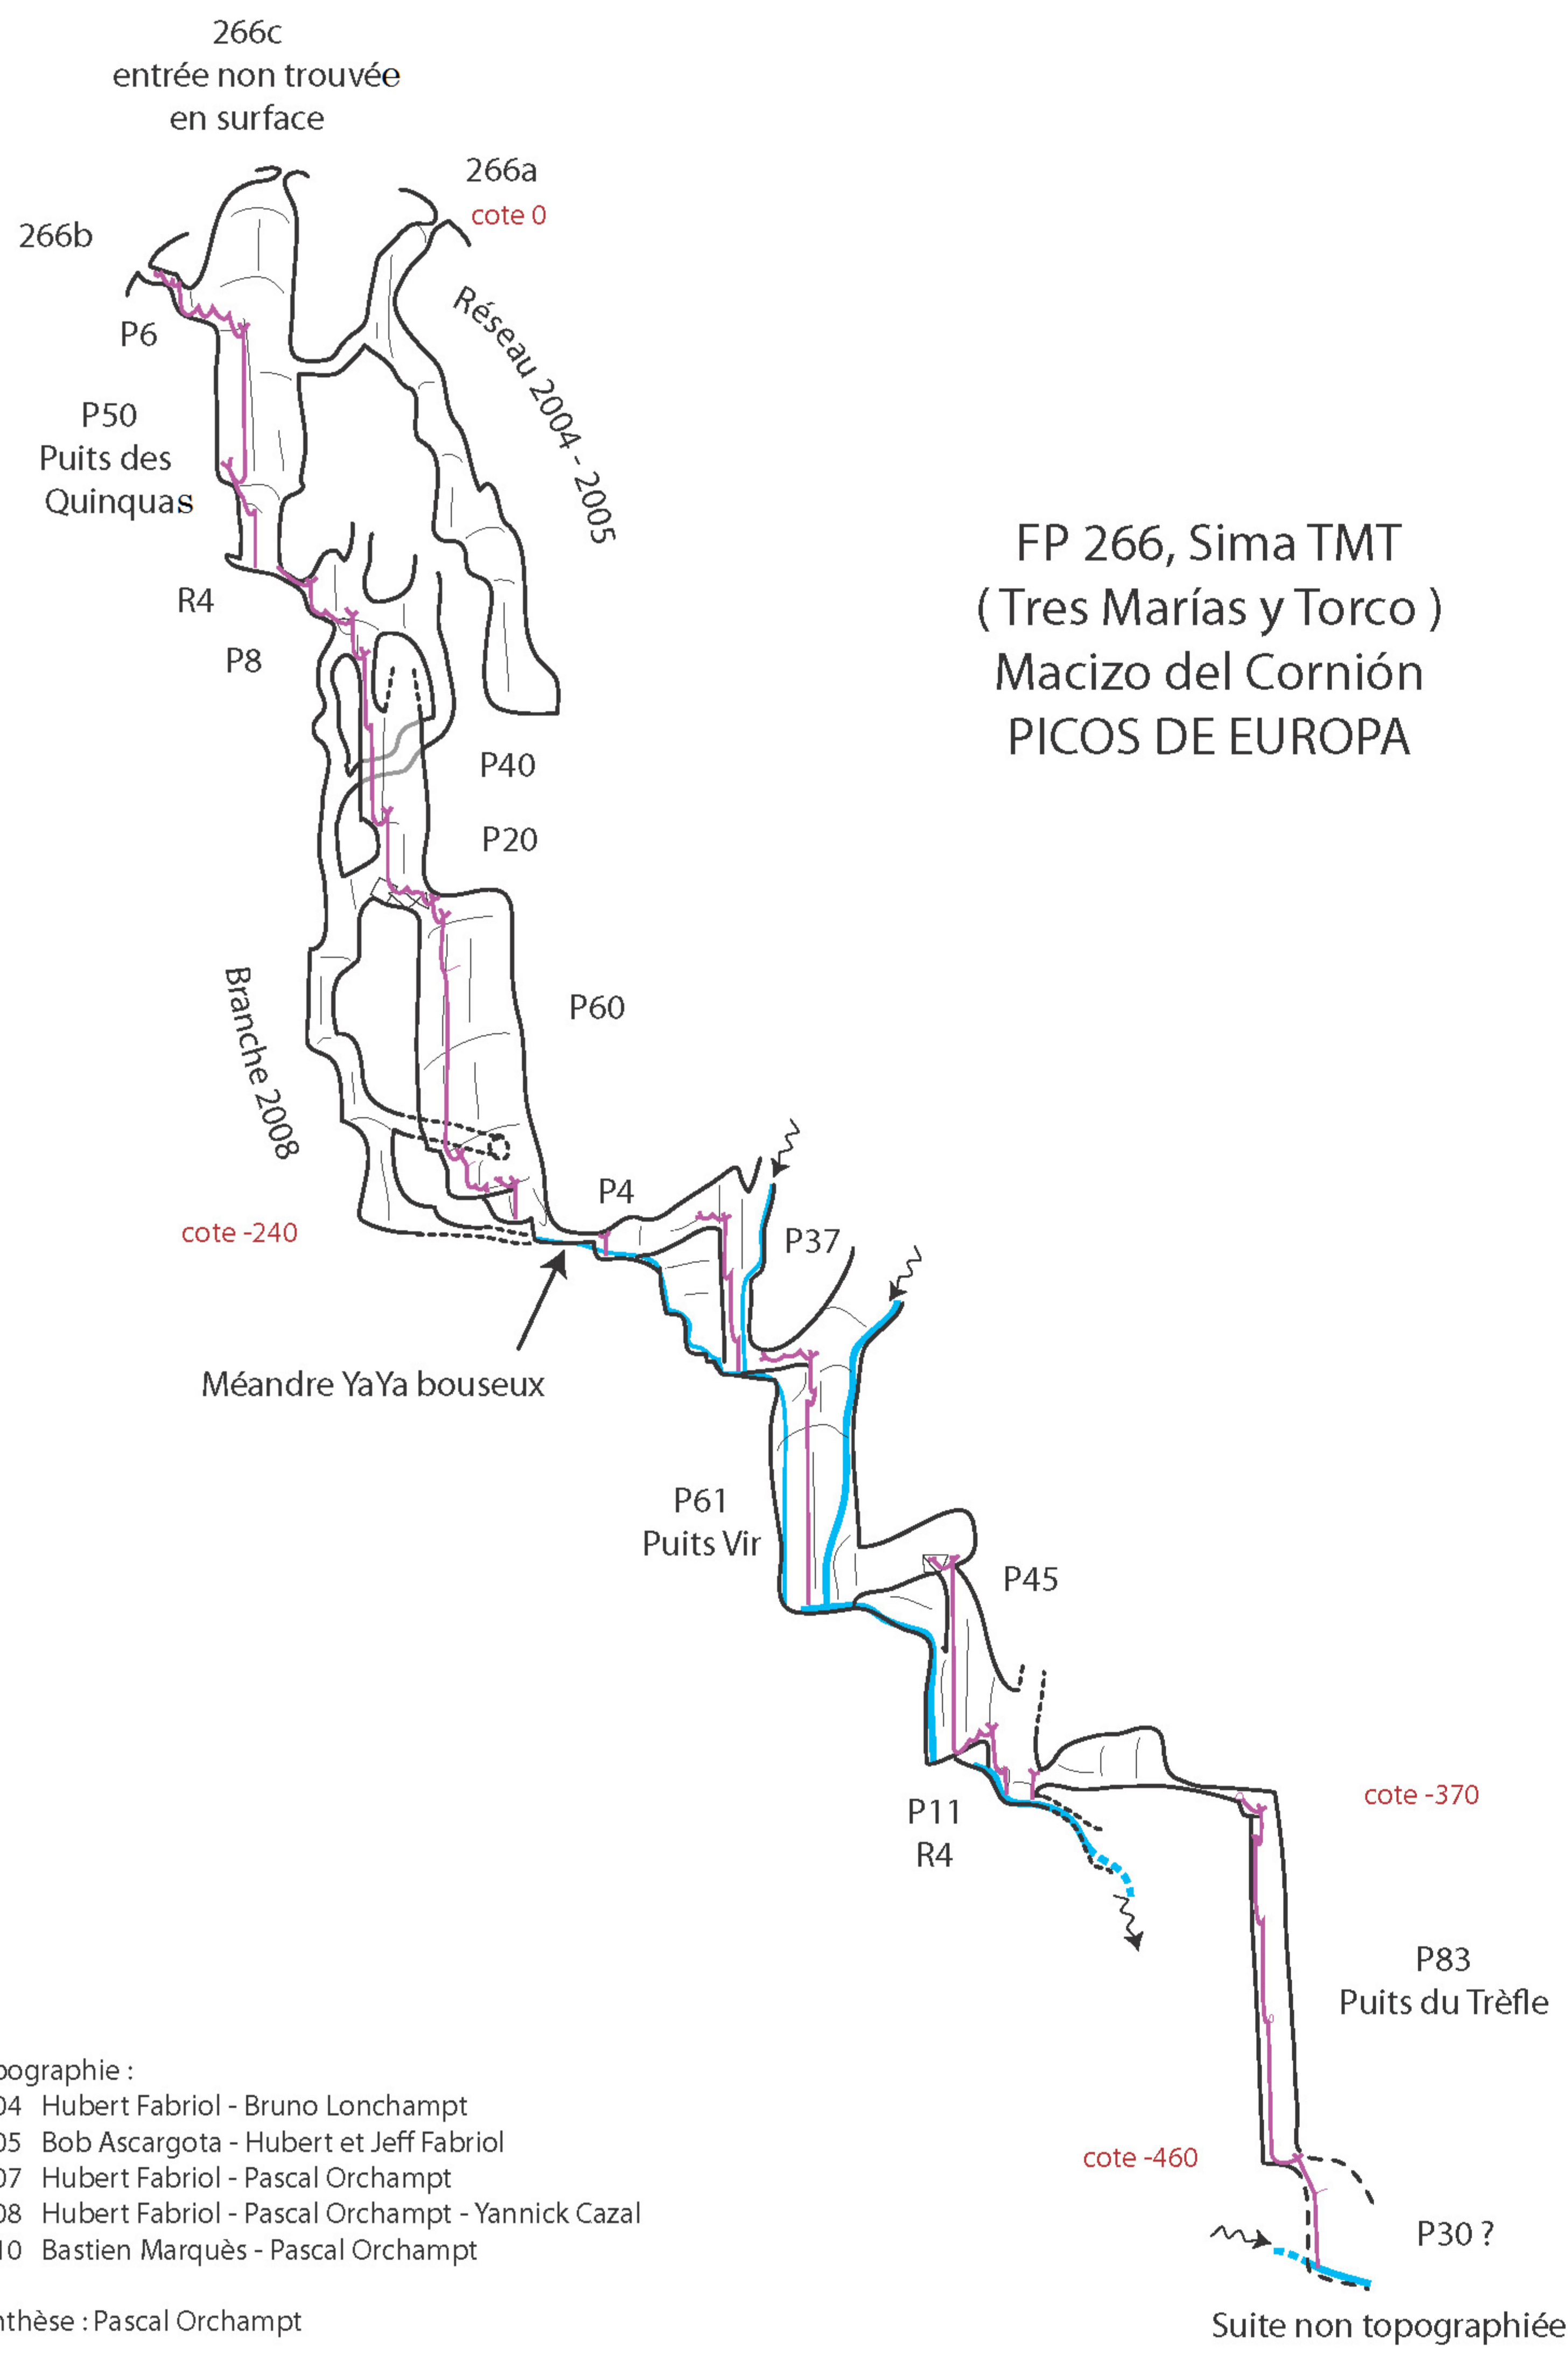 266c
entrée non trouvée
en surface
266a
cote 0
266b
P6
Réseau 2004 - 2005
P50
Puits des
Quinquas
FP 266, Sima TMT
( Tres Marías y Torco )
Macizo del Cornión
PICOS DE EUROPA
R4
P8
P40
P20
P60
Branche 2008
P4
cote -240
P37
Méandre YaYa bouseux
P61
Puits Vir
P45
cote -370
P11
R4
P83
Puits du Trèfle
cote -460
P30 ?
Suite non topographiée
pographie :
04 Hubert Fabriol - Bruno Lonchampt
05 Bob Ascargota - Hubert et Jeff Fabriol
07 Hubert Fabriol - Pascal Orchampt
08 Hubert Fabriol - Pascal Orchampt - Yannick Cazal
10 Bastien Marquès - Pascal Orchampt
nthèse : Pascal Orchampt